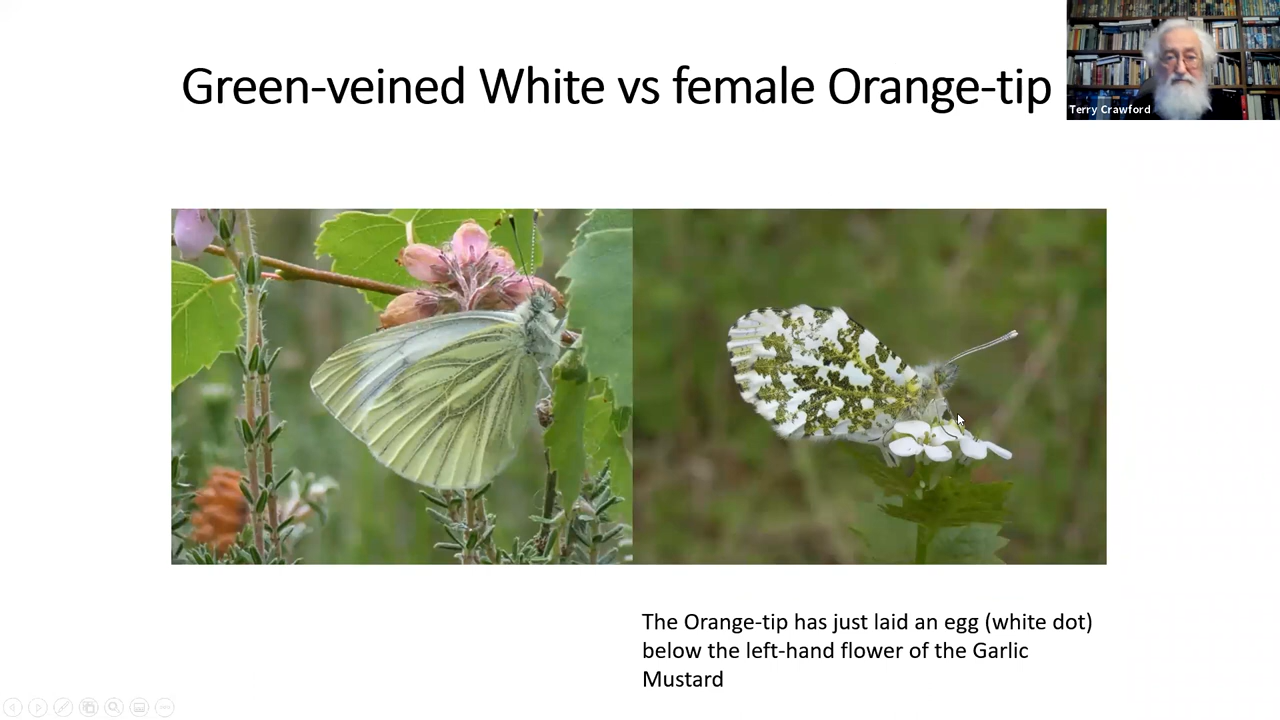 Green-veined White vs female Orange-tip
Terry Crawford
The Orange-tip has just laid an egg (white dot)
below the left-hand flower of the Garlic
Mustard